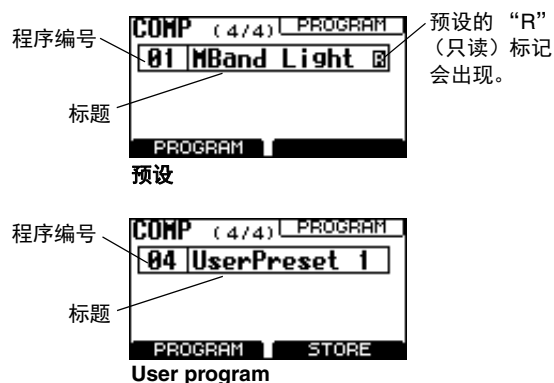 COMP (4/4) PROGRAM
程序编号
01 MBand Light R
标题
预设的 “R”
（只读）标记
会出现。
PROGRAM
预设
COMP (4/4) PROGRAM
程序编号
04 UserPreset 1
标题
PROGRAM STORE
User program